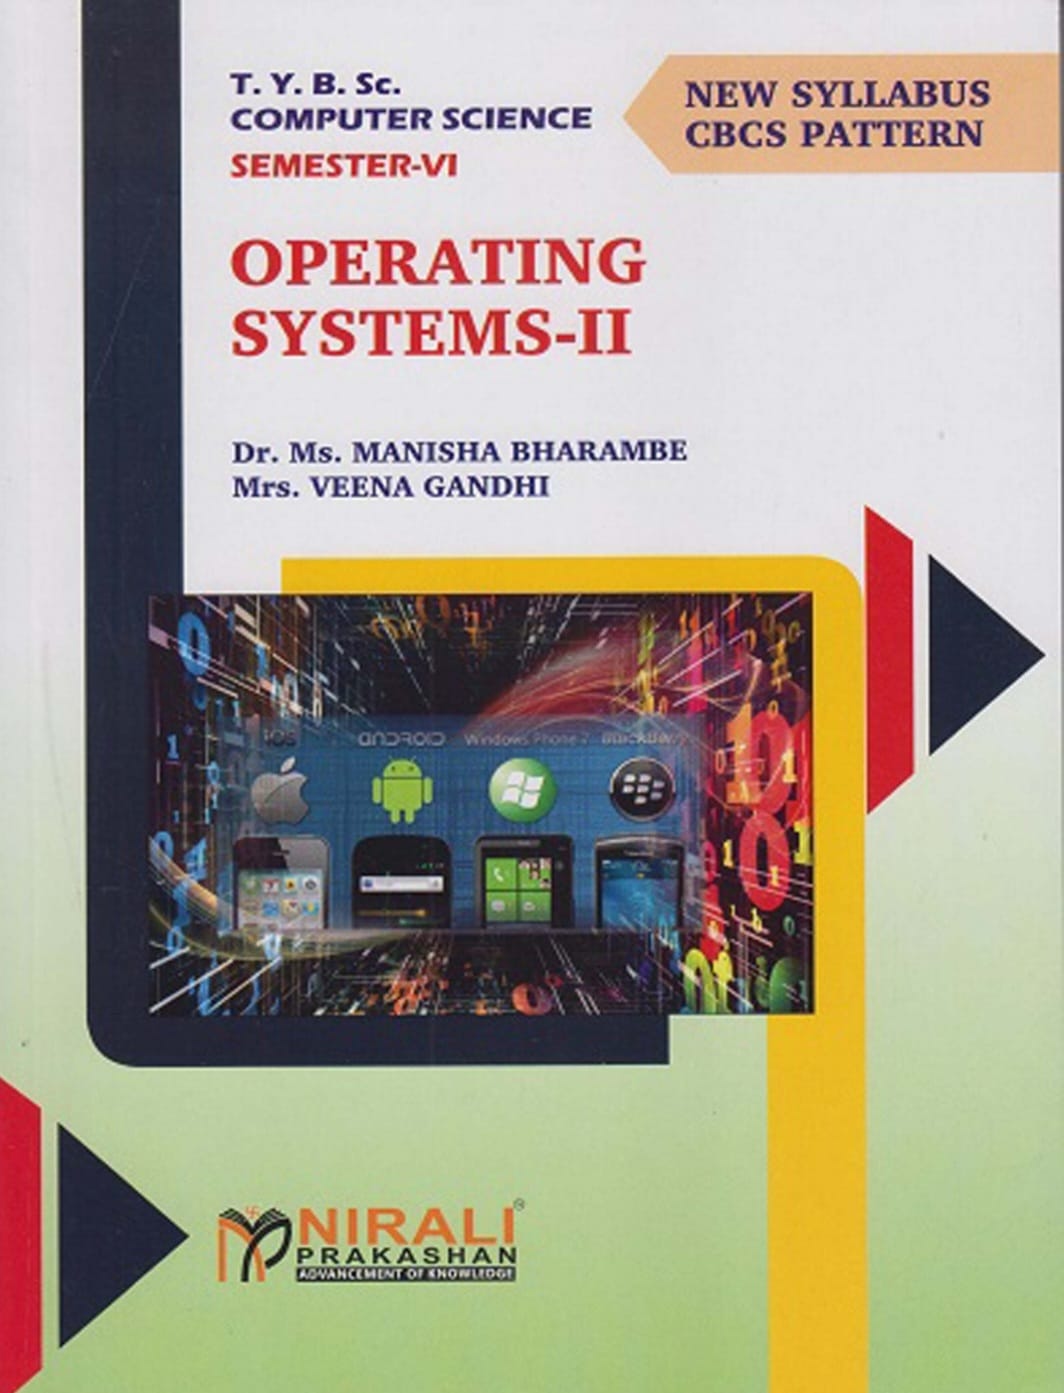 T. Y. B. Sc.
COMPUTER SCIENCE
SEMESTER-VI
NEW SYLLABUS
CBCS PATTERN
OPERATING
SYSTEMS-II
Dr. Ms. MANISHA BHARAMBE
Mrs. VEENA GANDHI
iOS ANDROID Windows Phone 7
NIRALI®
PRAKASHAN
ADVANCEMENT OF KNOWLEDGE